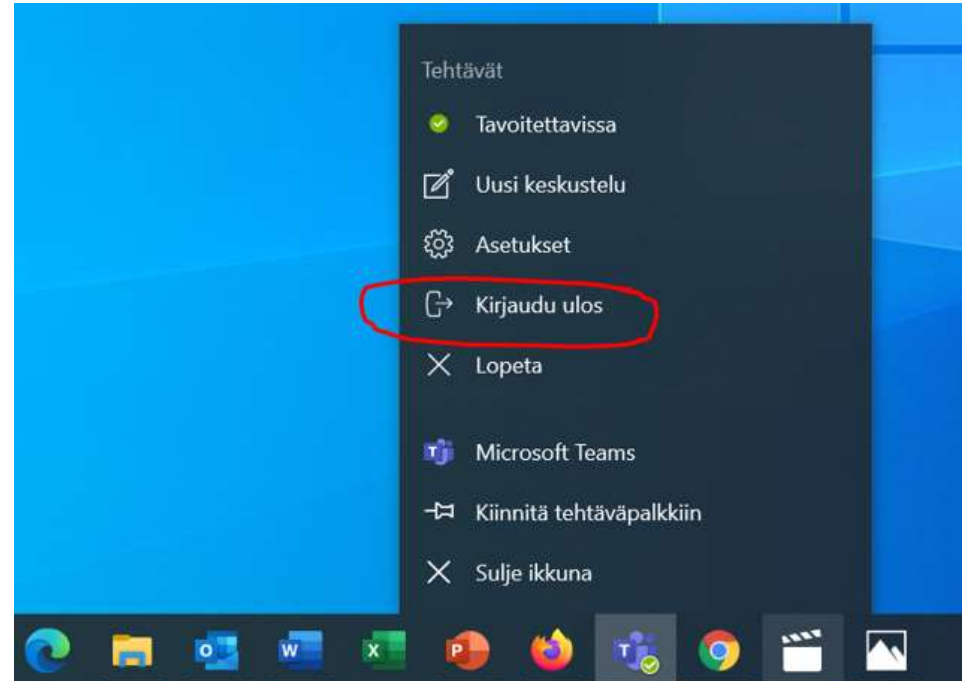 Tehtävät
Tavoitettavissa
Uusi keskustelu
Asetukset
Kirjaudu ulos
Lopeta
Microsoft Teams
Kiinnitä tehtäväpalkkiin
Sulje ikkuna